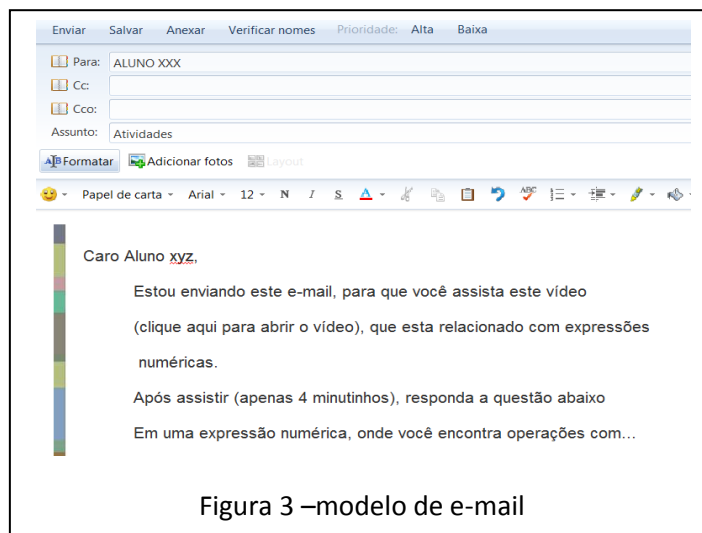 Enviar Salvar Anexar Verificar nomes Prioridade: Alta Baixa
Para: ALUNO XXX
Cc:
Cco:
Assunto: Atividades
Formatar Adicionar fotos Layout
Papel de carta Arial 12 N I S A ABC
Caro Aluno xyz,
Estou enviando este e-mail, para que você assista este vídeo
(clique aqui para abrir o vídeo), que esta relacionado com expressões
numéricas.
Após assistir (apenas 4 minutinhos), responda a questão abaixo
Em uma expressão numérica, onde você encontra operações com...
Figura 3 –modelo de e-mail